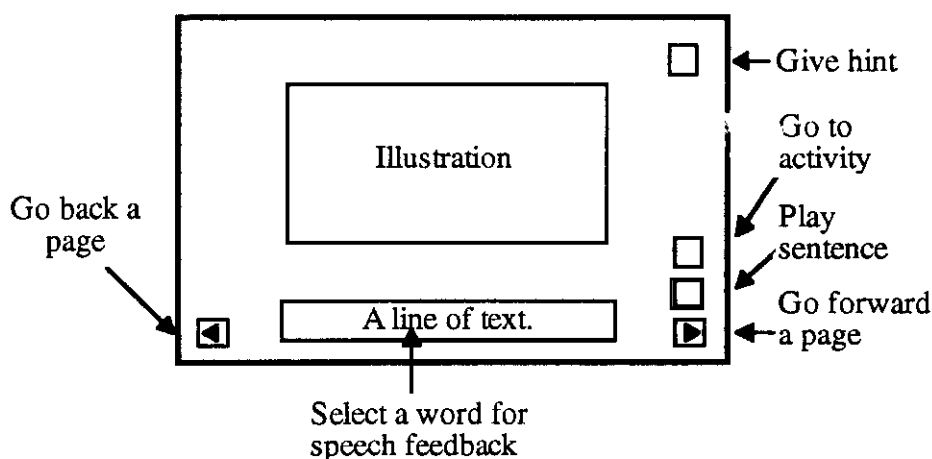 Give hint
Illustration
Go to
activity
Go back a
page
Play
sentence
A line of text.
Go forward
a page
Select a word for
speech feedback